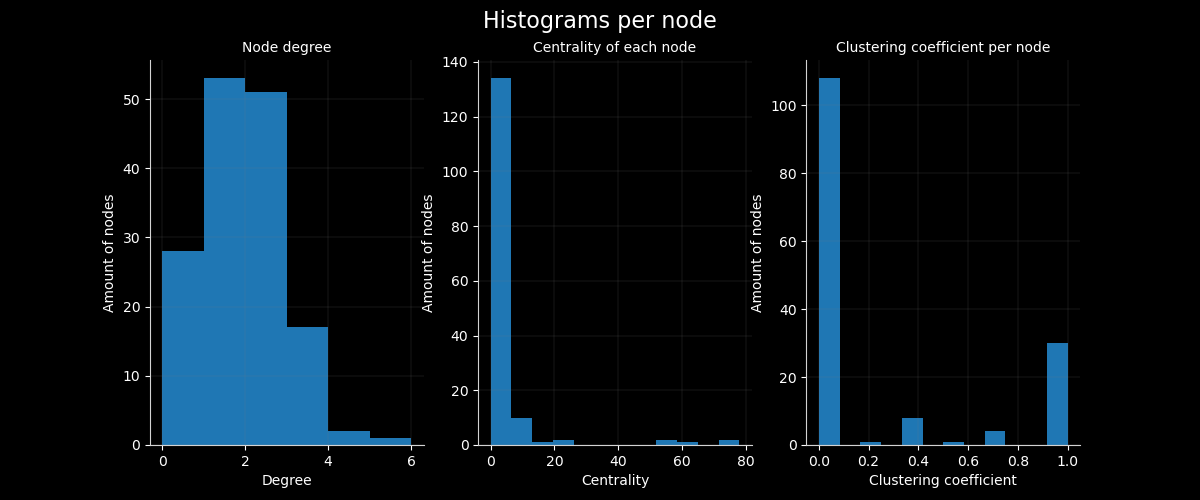 Histograms per node
Node degree
Amount of nodes
0
10
20
30
40
50
0 2 4 6
Degree
Centrality of each node
Amount of nodes
0
20
40
60
80
100
120
140
0 20 40 60 80
Centrality
Clustering coefficient per node
Amount of nodes
0
20
40
60
80
100
0.0 0.2 0.4 0.6 0.8 1.0
Clustering coefficient